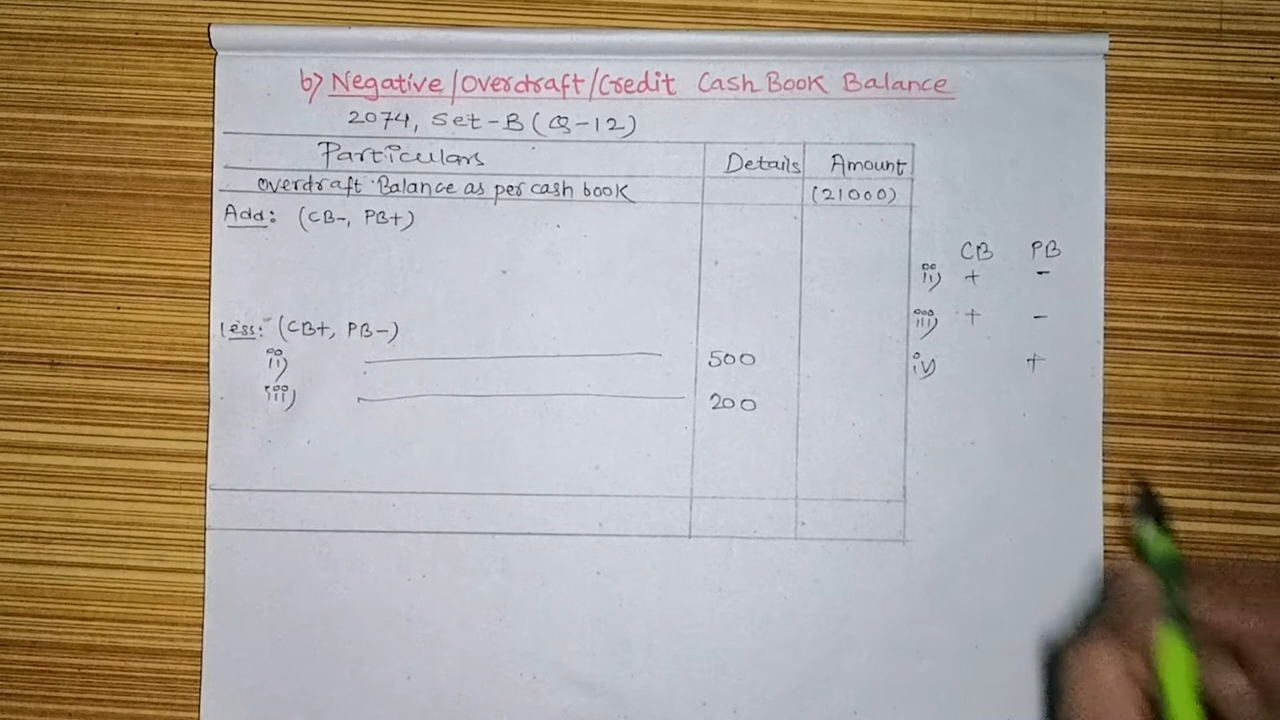 b) Negative/Overdraft/Credit Cash Book Balance
2074, Set-B (Q-12)
Particulars Details Amount
Overdraft Balance as per cash book (21000)
Add: (CB-, PB+)
CB PB
ii) + -
iii) + -
Less: (CB+, PB-)
ii) 500
iv) +
iii) 200